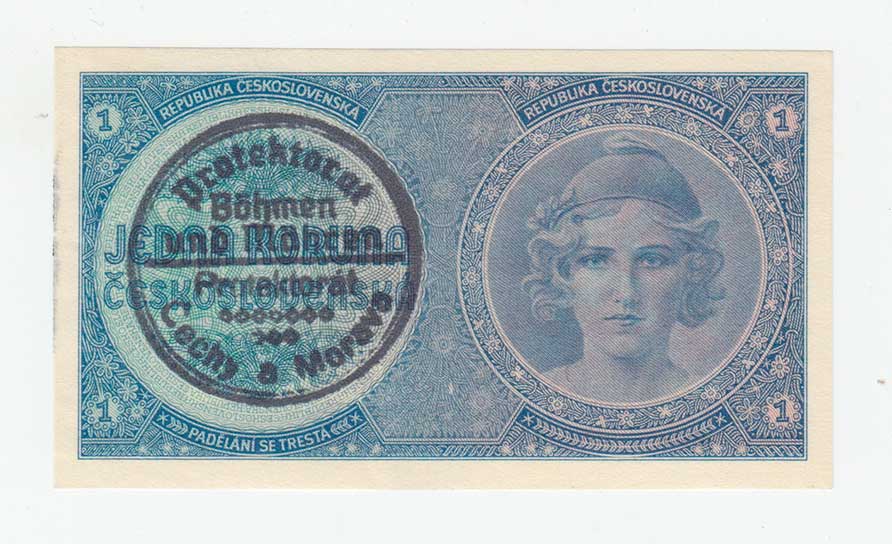 REPUBLIKA ČESKOSLOVENSKÁ
REPUBLIKA ČESKOSLOVENSKÁ
1
1
Protektorat
Böhmen
JEDNA KORUNA
ČESKOSLOVENSKÁ
Protektorát
Čechy a Morava
1
1
PADĚLÁNÍ SE TRESTÁ